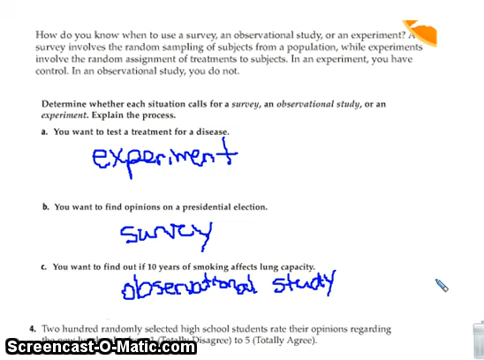 How do you know when to use a survey, an observational study, or an experiment? A
survey involves the random sampling of subjects from a population, while experiments
involve the random assignment of treatments to subjects. In an experiment, you have
control. In an observational study, you do not.
Determine whether each situation calls for a survey, an observational study, or an
experiment. Explain the process.
a. You want to test a treatment for a disease.
experiment
b. You want to find opinions on a presidential election.
survey
c. You want to find out if 10 years of smoking affects lung capacity.
observational study
4. Two hundred randomly selected high school students rate their opinions regarding
(Totally Disagree) to 5 (Totally Agree).
Screencast-O-Matic.com